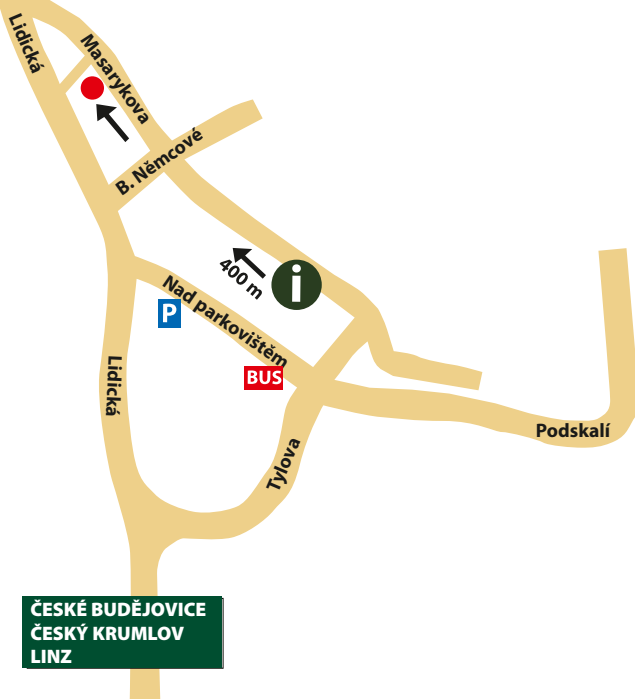 Lidická
Masarykova
B. Němcové
400 m
i
Nad parkovištěm
P
BUS
Lidická
Tylova
Podskalí
ČESKÉ BUDĚJOVICE
ČESKÝ KRUMLOV
LINZ